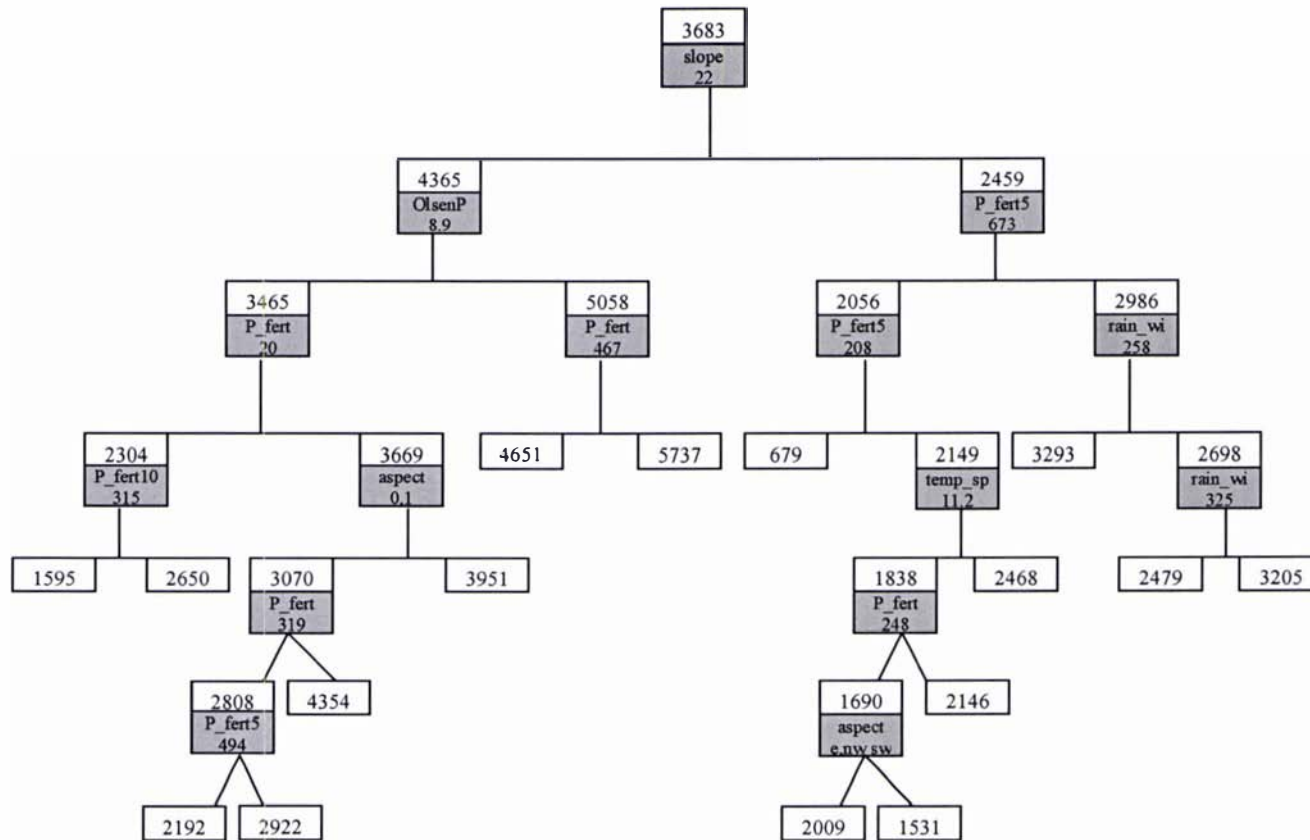 3683
slope
22
4365
OlsenP
8.9
2459
P_fert5
673
3465
P_fert
20
5058
P_fert
467
2056
P_fert5
208
2986
rain_wi
258
2304
P_fert10
315
3669
aspect
0,1
4651
5737
679
2149
temp_sp
11.2
3293
2698
rain_wi
325
1595
2650
3070
P_fert
319
3951
1838
P_fert
248
2468
2479
3205
2808
P_fert5
494
4354
1690
aspect
e,nw sw
2146
2192
2922
2009
1531